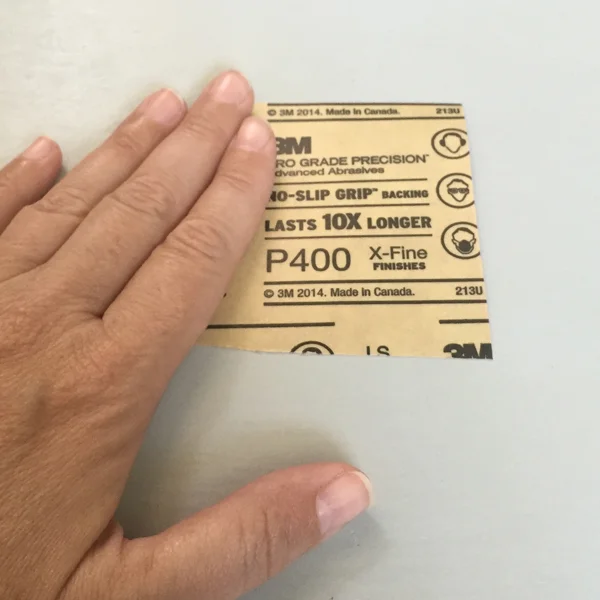 © 3M 2014. Made in Canada. 213U
3M
RO GRADE PRECISION™
Advanced Abrasives
NO-SLIP GRIP™ BACKING
LASTS 10X LONGER
P400 X-Fine
FINISHES
© 3M 2014. Made in Canada. 213U
3M